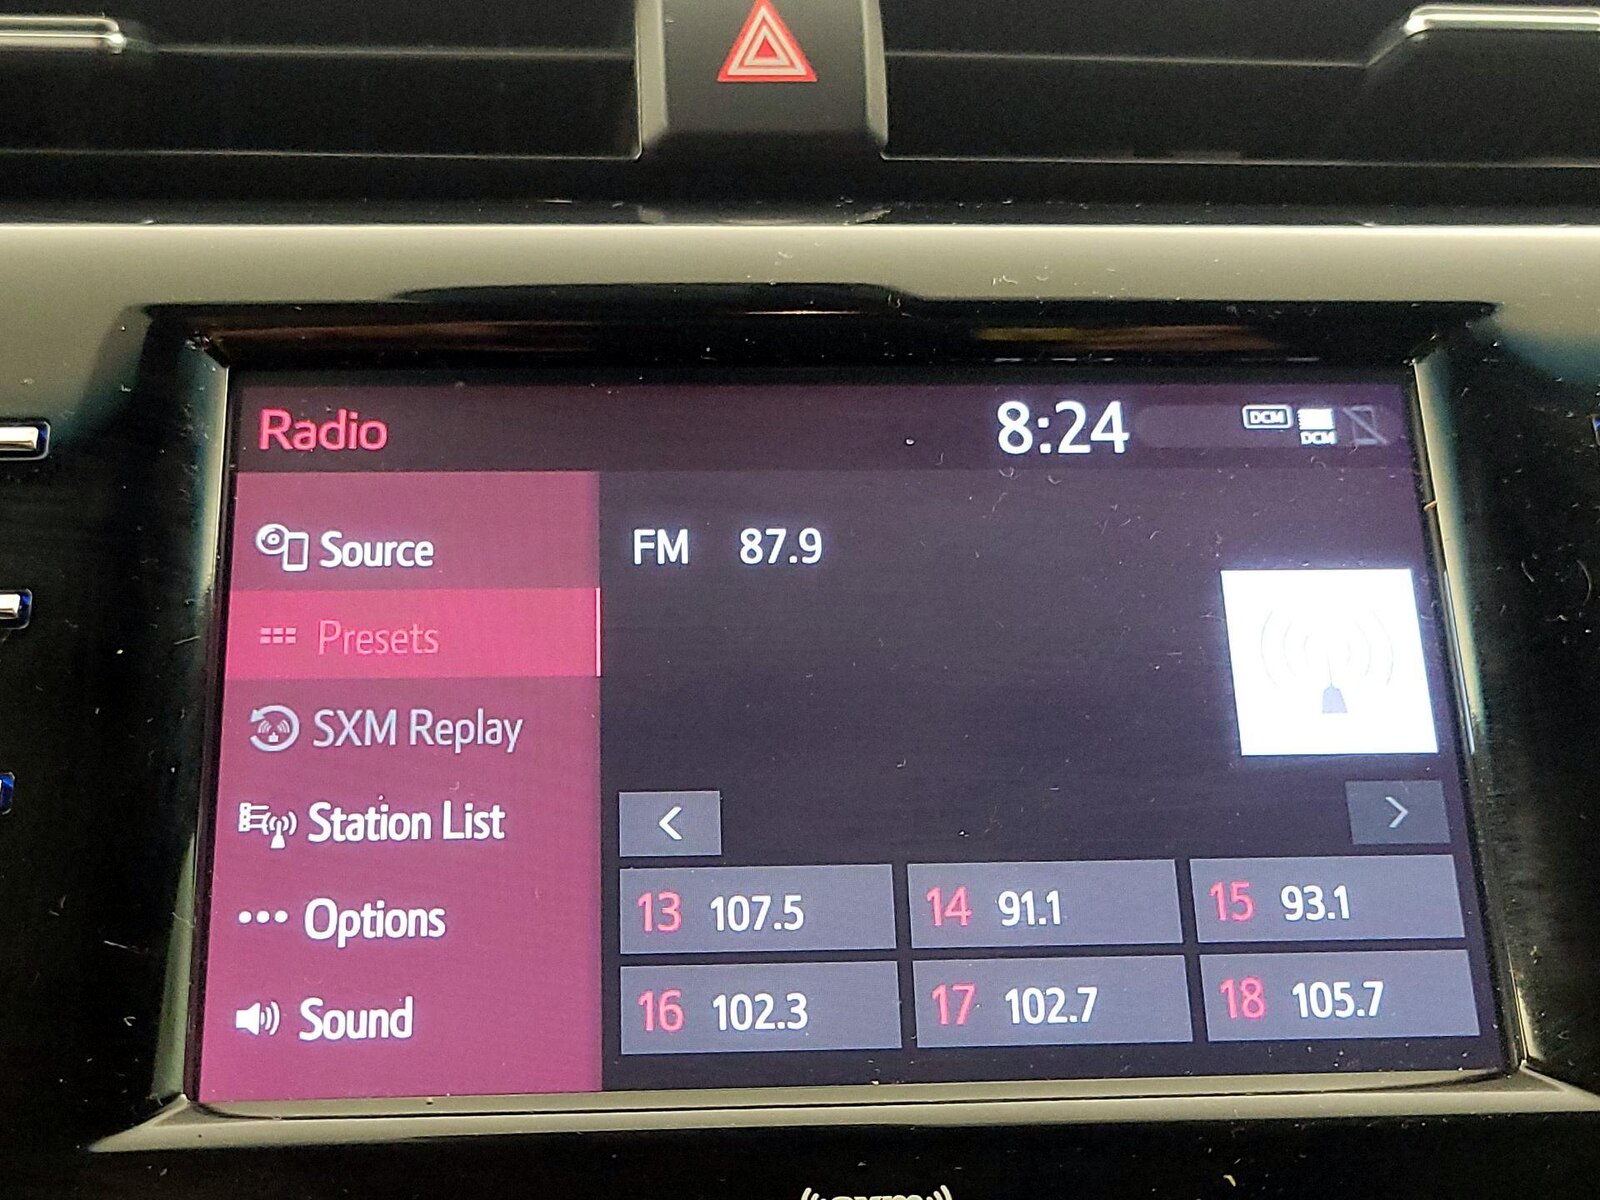 Radio
8:24
DCM
DCM
Source
FM 87.9
Presets
SXM Replay
Station List
Options
13 107.5
14 91.1
15 93.1
Sound
16 102.3
17 102.7
18 105.7